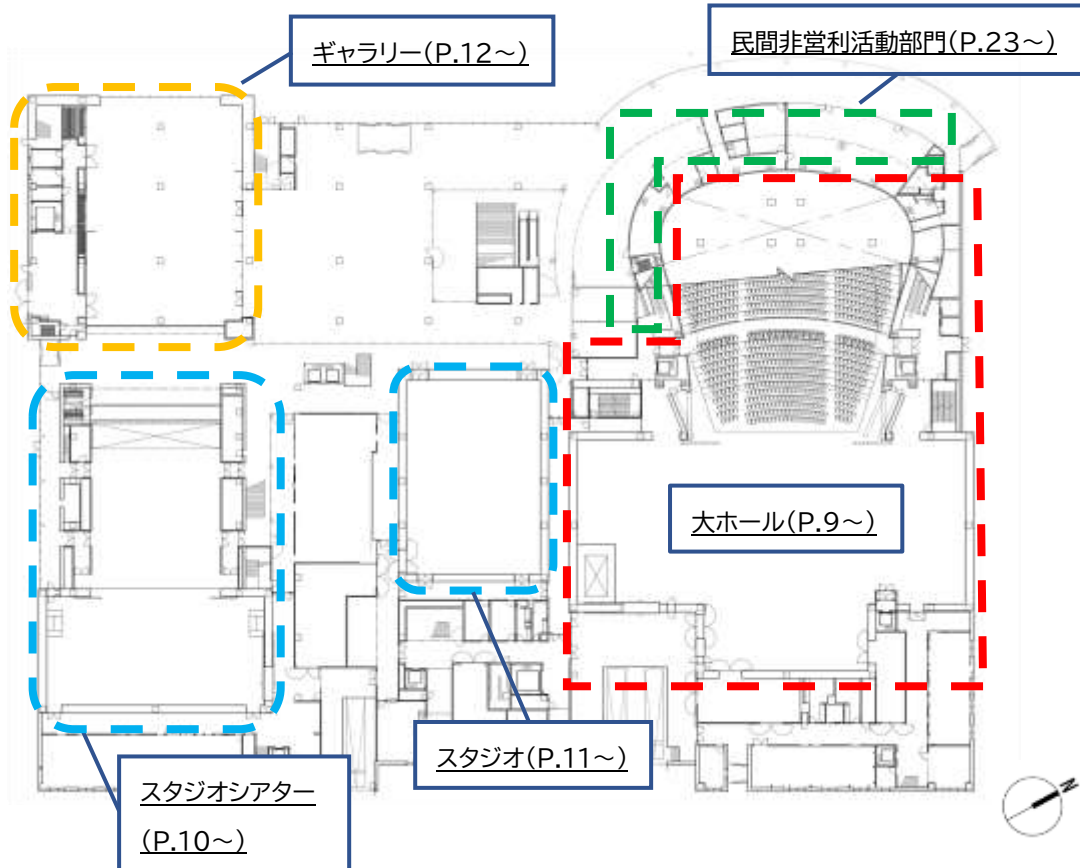 ギャラリー(P.12~)
民間非営利活動部門(P.23~)
大ホール(P.9~)
スタジオ(P.11~)
スタジオシアター
(P.10~)
N